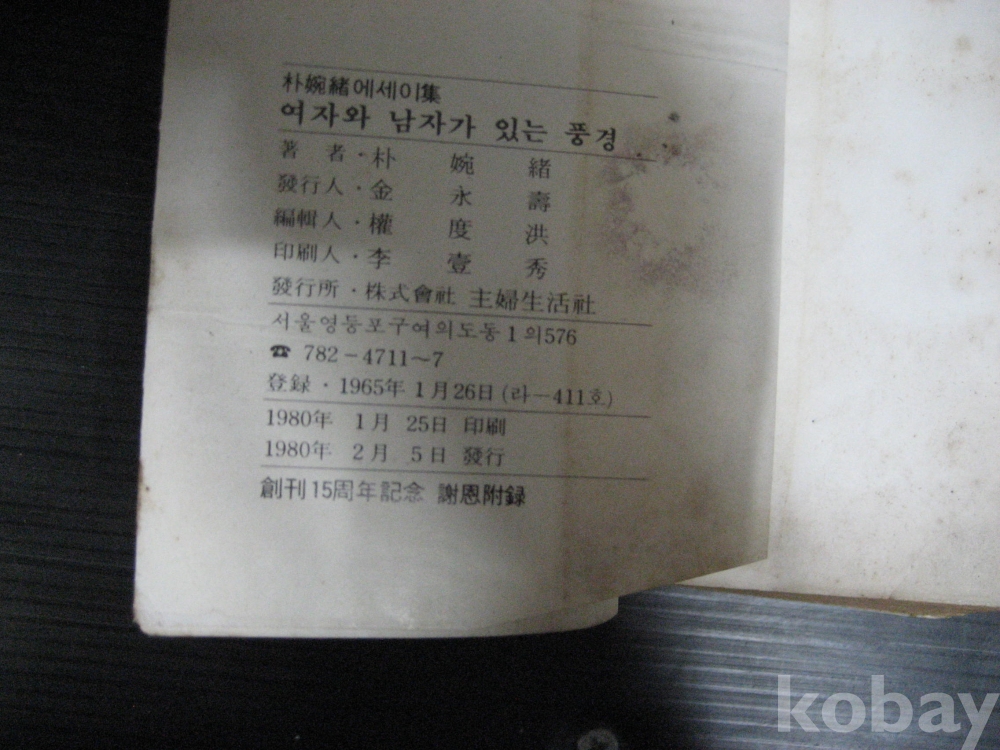 朴婉緖에세이集
여자와 남자가 있는 풍경
著 者 · 朴 婉 緖
發行人 · 金 永 壽
編輯人 · 權 度 洪
印刷人 · 李 壹 秀
發行所 · 株式會社 主婦生活社
서울영등포구여의도동1의576
☎ 782-4711~7
登録 · 1965年 1月26日(라-411호)
1980年 1月 25日 印刷
1980年 2月 5日 發行
創刊15周年記念 謝恩附録
kobay